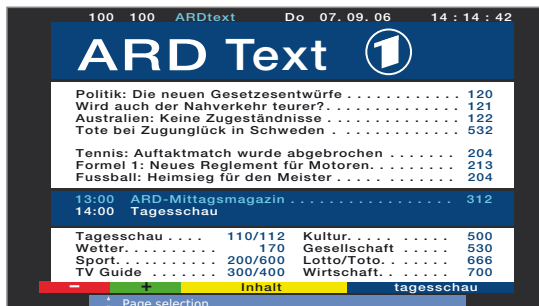 100 100 ARDtext Do 07. 09. 06 14 : 14 : 42
ARD Text 1
Politik: Die neuen Gesetzesentwürfe . . . . . . . . . . . . 120
Wird auch der Nahverkehr teurer? . . . . . . . . . . . . . . 121
Australien: Keine Zugeständnisse . . . . . . . . . . . . . . 122
Tote bei Zugunglück in Schweden . . . . . . . . . . . . . 532
Tennis: Auftaktmatch wurde abgebrochen . . . . . . . 204
Formel 1: Neues Reglement für Motoren. . . . . . . . . 213
Fussball: Heimsieg für den Meister . . . . . . . . . . . . 204
13:00 ARD-Mittagsmagazin . . . . . . . . . . . . . . . . . 312
14:00 Tagesschau
Tagesschau . . . . 110/112 Kultur. . . . . . . . 500
Wetter. . . . . . . . . . 170 Gesellschaft . . . . . 530
Sport. . . . . . . . . 200/600 Lotto/Toto. . . . . . 666
TV Guide . . . . . . . 300/400 Wirtschaft. . . . . . 700
– + Inhalt tagesschau
Page selection